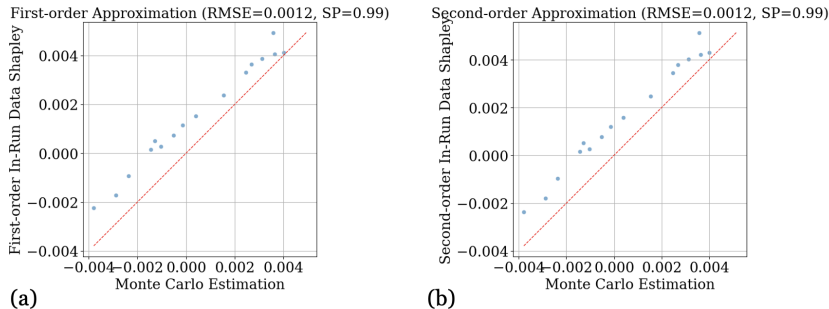 First-order Approximation (RMSE=0.0012, SP=0.99)
First-order In-Run Data Shapley
0.004
0.002
0.000
−0.002
−0.004
−0.004
−0.002
0.000
0.002
0.004
Monte Carlo Estimation
(a)
Second-order Approximation (RMSE=0.0012, SP=0.99)
Second-order In-Run Data Shapley
0.004
0.002
0.000
−0.002
−0.004
−0.004
−0.002
0.000
0.002
0.004
Monte Carlo Estimation
(b)